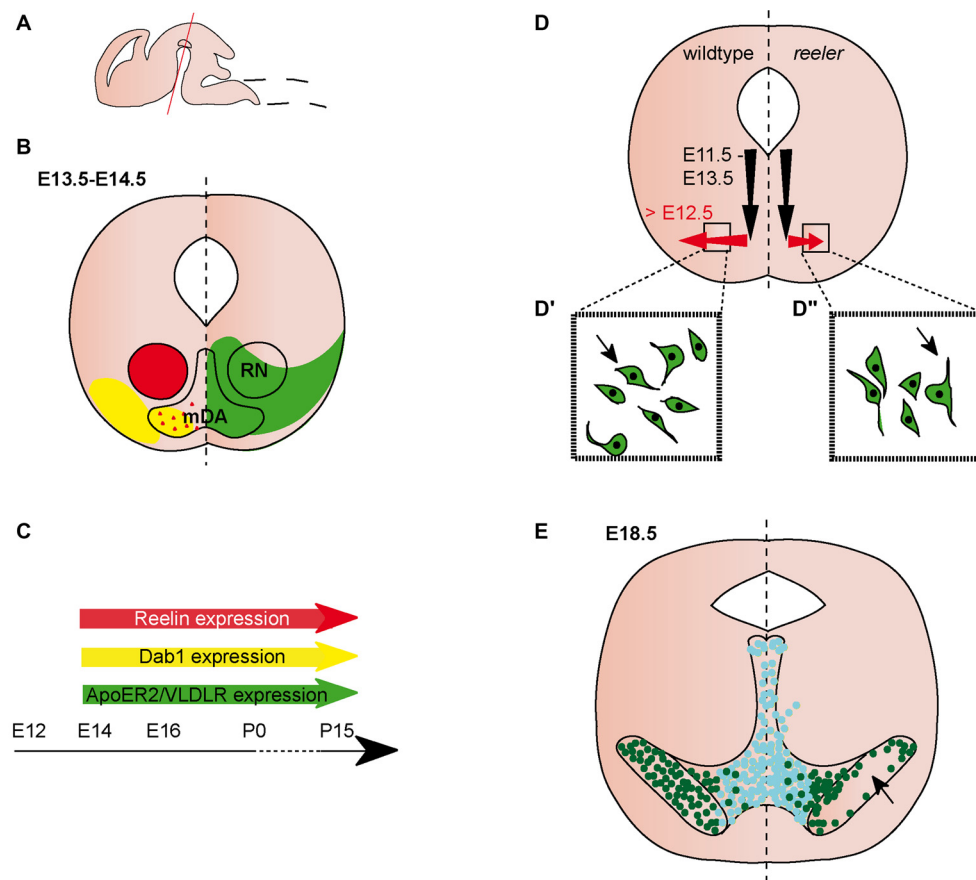 A
B
E13.5-E14.5
RN
mDA
C
Reelin expression
Dab1 expression
ApoER2/VLDLR expression
E12 E14 E16 P0 P15
D
wildtype reeler
E11.5 -
E13.5
> E12.5
D'
D"
E
E18.5